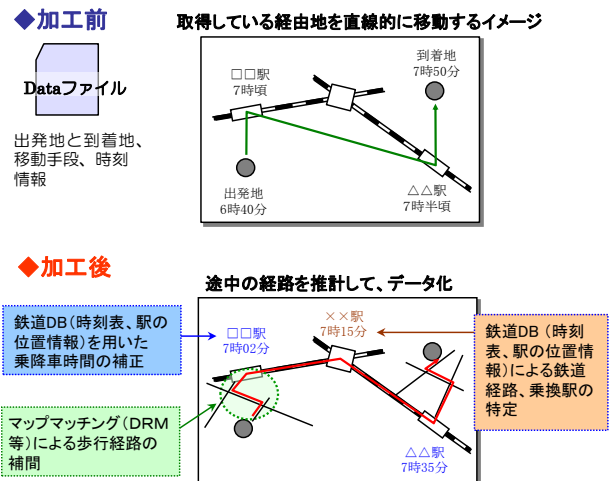 ◆加工前
取得している経由地を直線的に移動するイメージ
Dataファイル
出発地と到着地、
移動手段、時刻
情報
□□駅
7時頃
到着地
7時50分
出発地
6時40分
△△駅
7時半頃
◆加工後
途中の経路を推計して、データ化
鉄道DB(時刻表、駅の
位置情報)を用いた
乗降車時間の補正
マップマッチング(DRM
等)による歩行経路の
補間
□□駅
7時02分
××駅
7時15分
△△駅
7時35分
鉄道DB (時刻
表、駅の位置情
報)による鉄道
経路、乗換駅の
特定